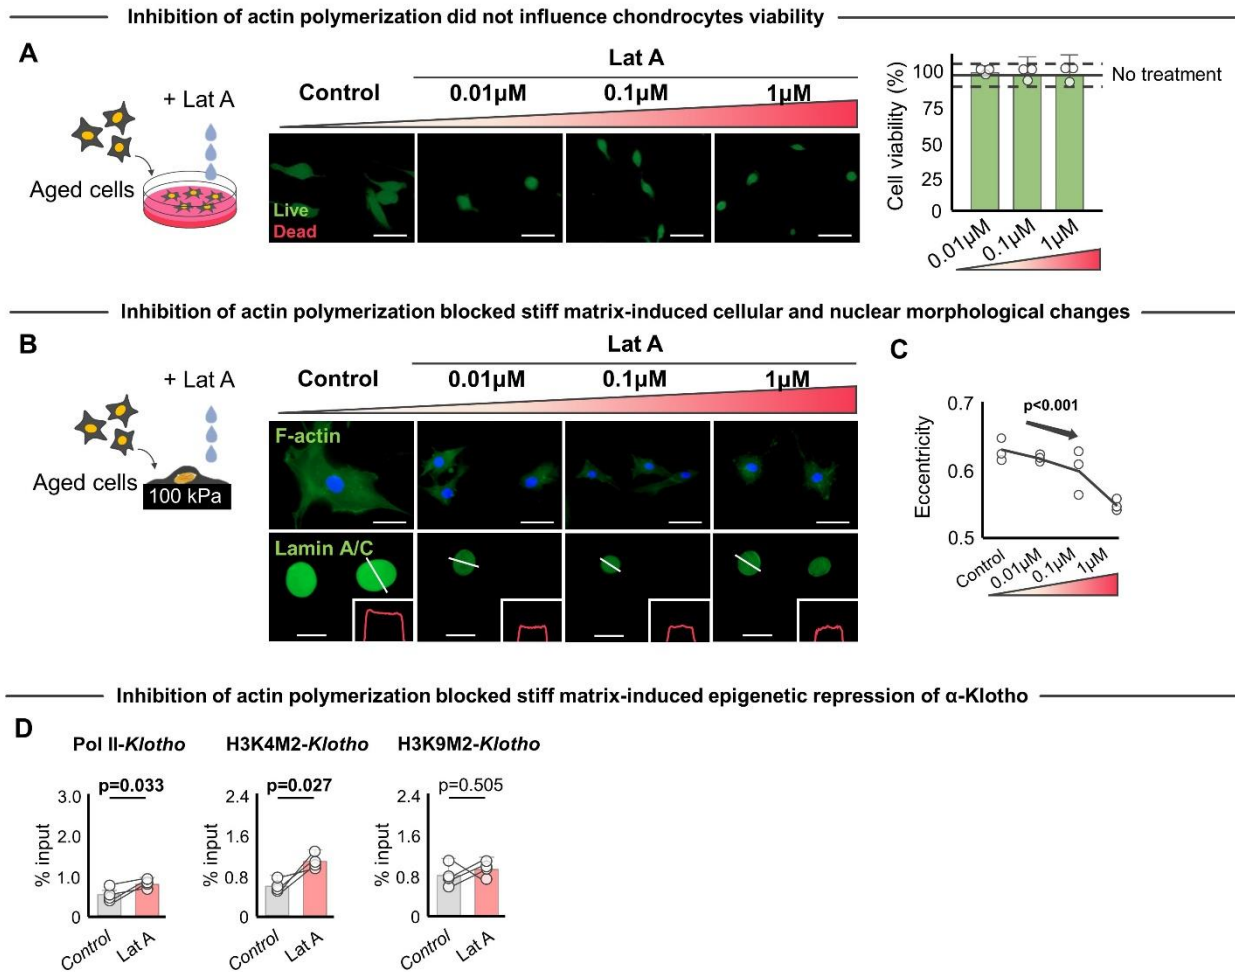 Inhibition of actin polymerization did not influence chondrocytes viability
A
+ Lat A
Aged cells
Lat A
Control
0.01µM
0.1µM
1µM
Live
Dead
Cell viability (%)
100
75
50
25
0
No treatment
0.01µM
0.1µM
1µM
Inhibition of actin polymerization blocked stiff matrix-induced cellular and nuclear morphological changes
B
+ Lat A
Aged cells
100 kPa
Lat A
Control
0.01µM
0.1µM
1µM
F-actin
Lamin A/C
C
Eccentricity
0.7
0.6
0.5
p<0.001
Control
0.01µM
0.1µM
1µM
Inhibition of actin polymerization blocked stiff matrix-induced epigenetic repression of α-Klotho
D
Pol II-Klotho
p=0.033
% input
3.0
2.0
1.0
0
Control
Lat A
H3K4M2-Klotho
p=0.027
% input
2.4
1.6
0.8
0
Control
Lat A
H3K9M2-Klotho
p=0.505
% input
2.4
1.6
0.8
0
Control
Lat A